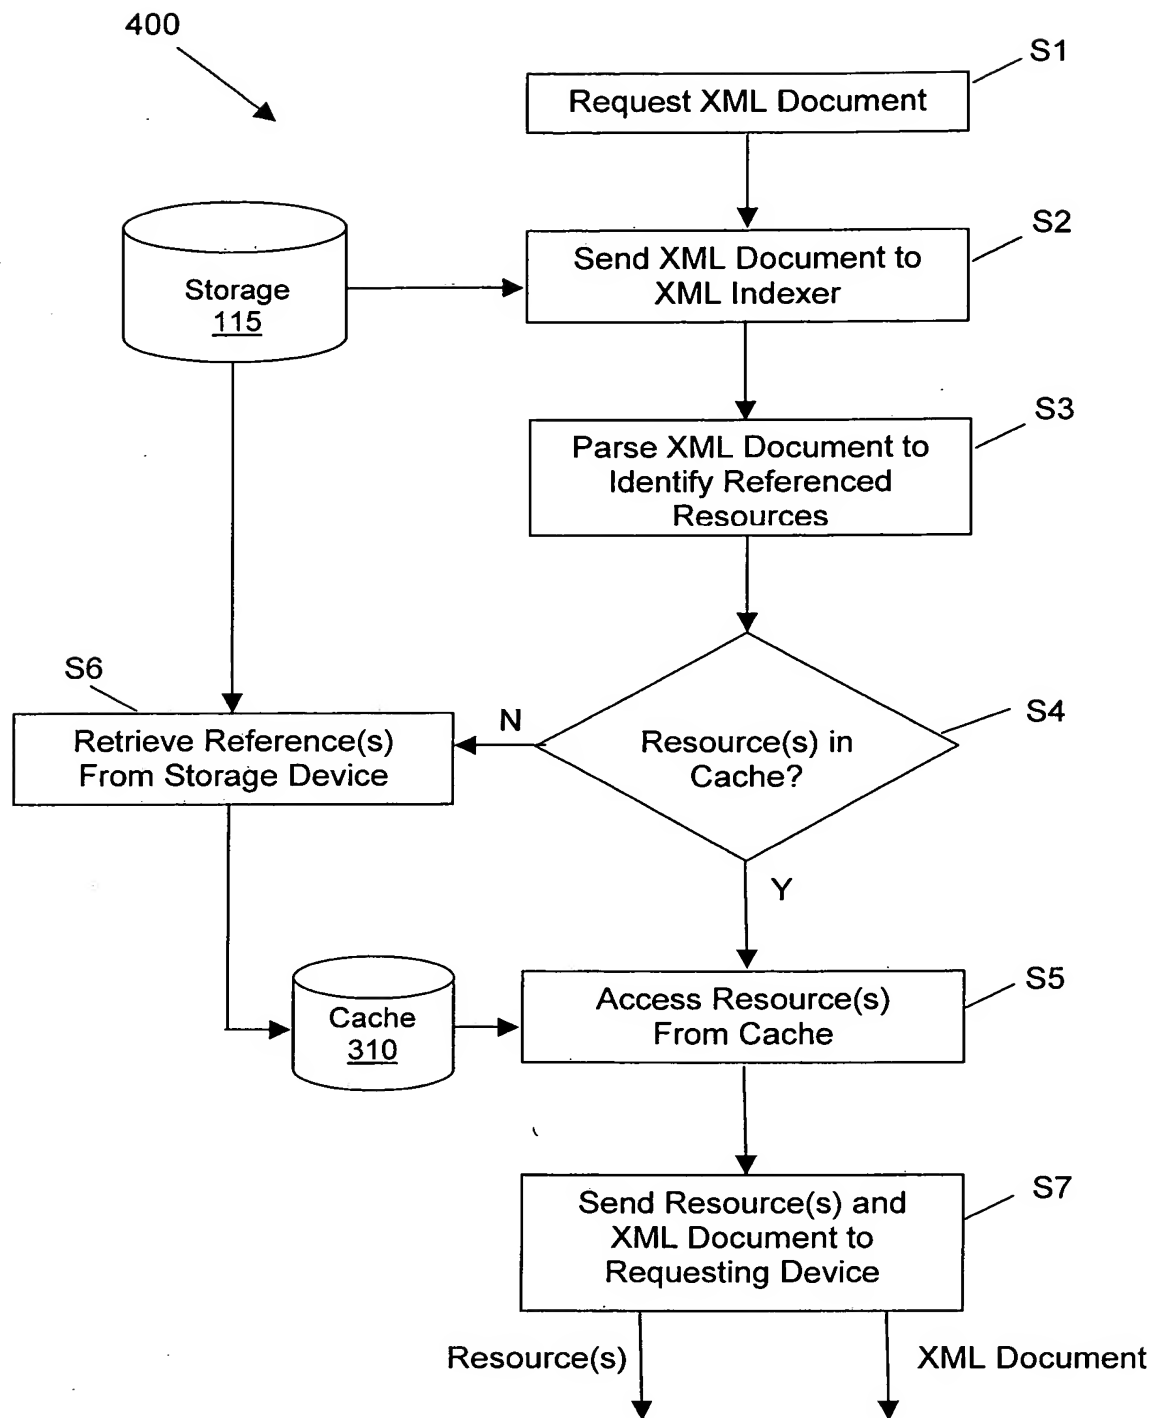 400
S1
Request XML Document
S2
Send XML Document to
XML Indexer
Storage
115
S3
Parse XML Document to
Identify Referenced
Resources
S6
Retrieve Reference(s)
From Storage Device
N
S4
Resource(s) in
Cache?
Y
Cache
310
S5
Access Resource(s)
From Cache
S7
Send Resource(s) and
XML Document to
Requesting Device
Resource(s)
XML Document